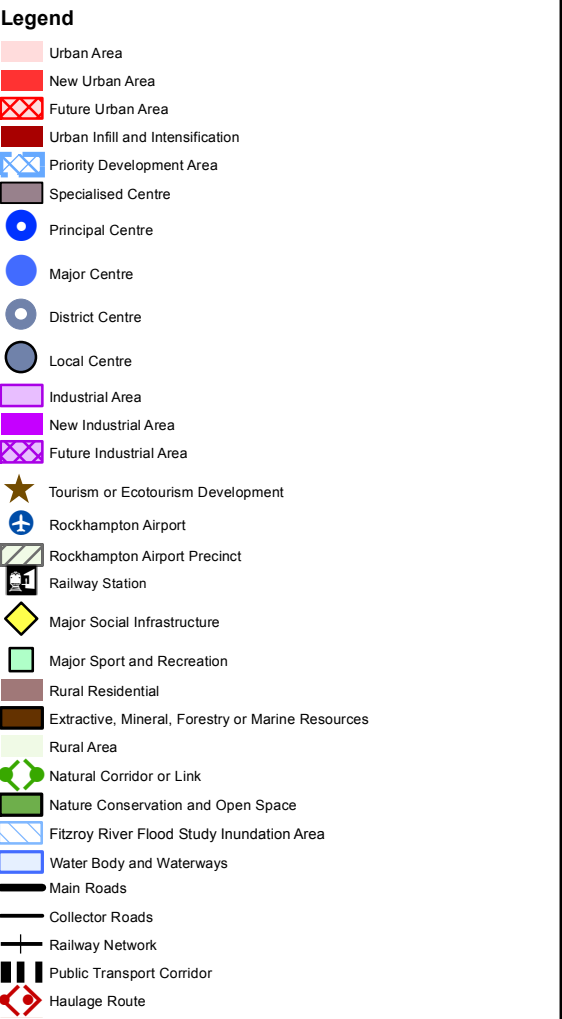 Legend
Urban Area
New Urban Area
Future Urban Area
Urban Infill and Intensification
Priority Development Area
Specialised Centre
Principal Centre
Major Centre
District Centre
Local Centre
Industrial Area
New Industrial Area
Future Industrial Area
Tourism or Ecotourism Development
Rockhampton Airport
Rockhampton Airport Precinct
Railway Station
Major Social Infrastructure
Major Sport and Recreation
Rural Residential
Extractive, Mineral, Forestry or Marine Resources
Rural Area
Natural Corridor or Link
Nature Conservation and Open Space
Fitzroy River Flood Study Inundation Area
Water Body and Waterways
Main Roads
Collector Roads
Railway Network
Public Transport Corridor
Haulage Route